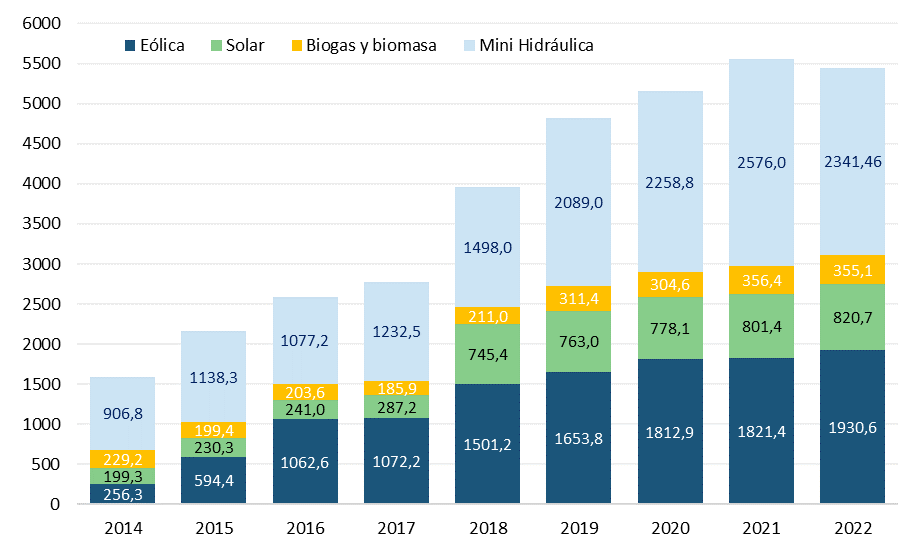 6000
Eólica Solar Biogas y biomasa Mini Hidráulica
5500
5000
4500
4000
3500
3000
2500
2000
1500
1000
500
0
906,8 1138,3 1077,2 1232,5 1498,0 2089,0 2258,8 2576,0 2341,46
229,2 199,4 203,6 185,9 211,0 311,4 304,6 356,4 355,1
199,3 230,3 241,0 287,2 745,4 763,0 778,1 801,4 820,7
256,3 594,4 1062,6 1072,2 1501,2 1653,8 1812,9 1821,4 1930,6
2014 2015 2016 2017 2018 2019 2020 2021 2022